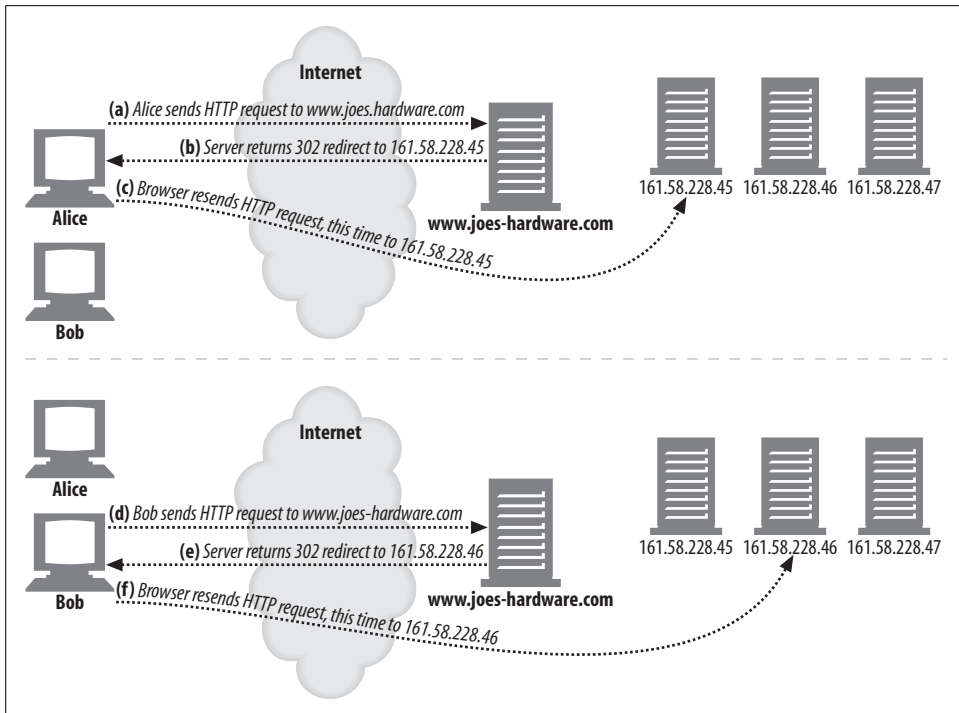 Internet
(a) Alice sends HTTP request to www.joes.hardware.com
(b) Server returns 302 redirect to 161.58.228.45
(c) Browser resends HTTP request, this time to 161.58.228.45
Alice
Bob
www.joes-hardware.com
161.58.228.45 161.58.228.46 161.58.228.47
Internet
Alice
(d) Bob sends HTTP request to www.joes-hardware.com
(e) Server returns 302 redirect to 161.58.228.46
(f) Browser resends HTTP request, this time to 161.58.228.46
Bob
www.joes-hardware.com
161.58.228.45 161.58.228.46 161.58.228.47